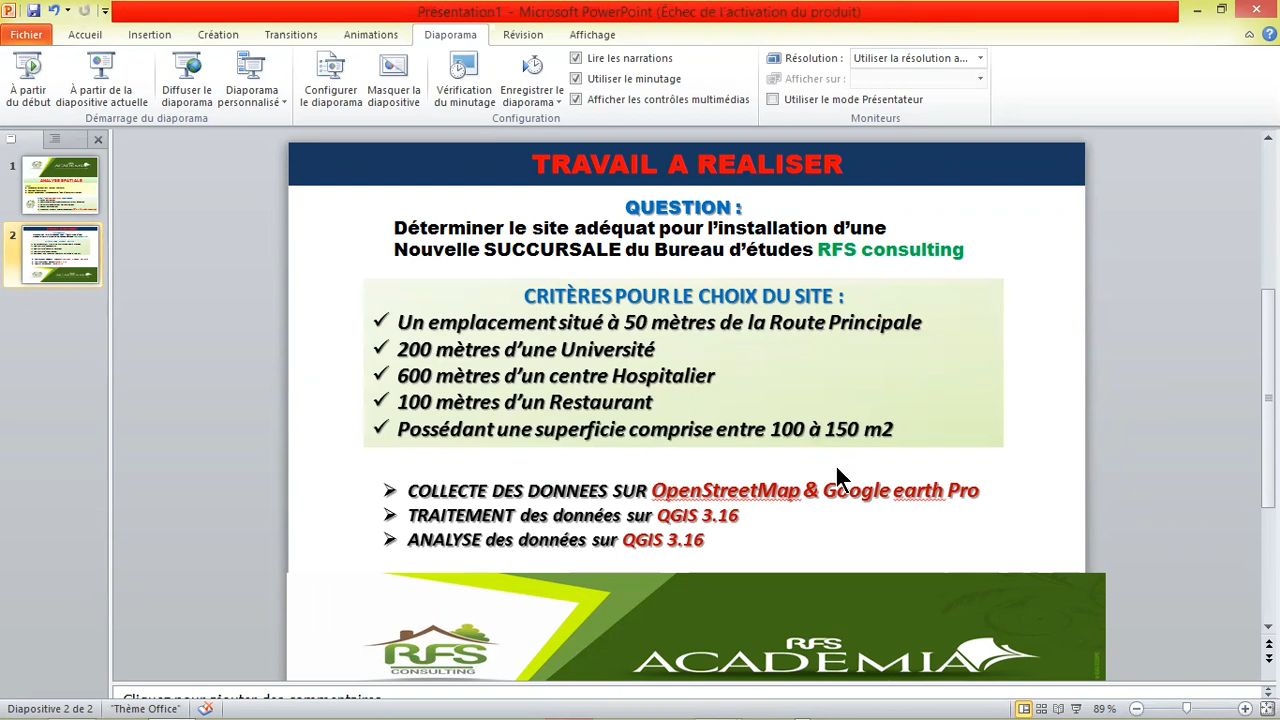 Présentation1 - Microsoft PowerPoint (Échec de l'activation du produit)
Fichier Accueil Insertion Création Transitions Animations Diaporama Révision Affichage
À partir du début
À partir de la diapositive actuelle
Diffuser le diaporama
Diaporama personnalisé
Démarrage du diaporama
Configurer le diaporama
Masquer la diapositive
Vérification du minutage
Enregistrer le diaporama
Lire les narrations
Utiliser le minutage
Afficher les contrôles multimédias
Configuration
Résolution : Utiliser la résolution a...
Afficher sur :
Utiliser le mode Présentateur
Moniteurs
1
2
TRAVAIL A REALISER
QUESTION :
Déterminer le site adéquat pour l'installation d'une
Nouvelle SUCCURSALE du Bureau d'études RFS consulting
CRITÈRES POUR LE CHOIX DU SITE :
✓ Un emplacement situé à 50 mètres de la Route Principale
✓ 200 mètres d'une Université
✓ 600 mètres d'un centre Hospitalier
✓ 100 mètres d'un Restaurant
✓ Possédant une superficie comprise entre 100 à 150 m2
➢ COLLECTE DES DONNEES SUR OpenStreetMap & Google earth Pro
➢ TRAITEMENT des données sur QGIS 3.16
➢ ANALYSE des données sur QGIS 3.16
RFS
CONSULTING
RFS
ACADEMIA
Cliquez pour ajouter des commentaires
Diapositive 2 de 2 "Thème Office" 89 %